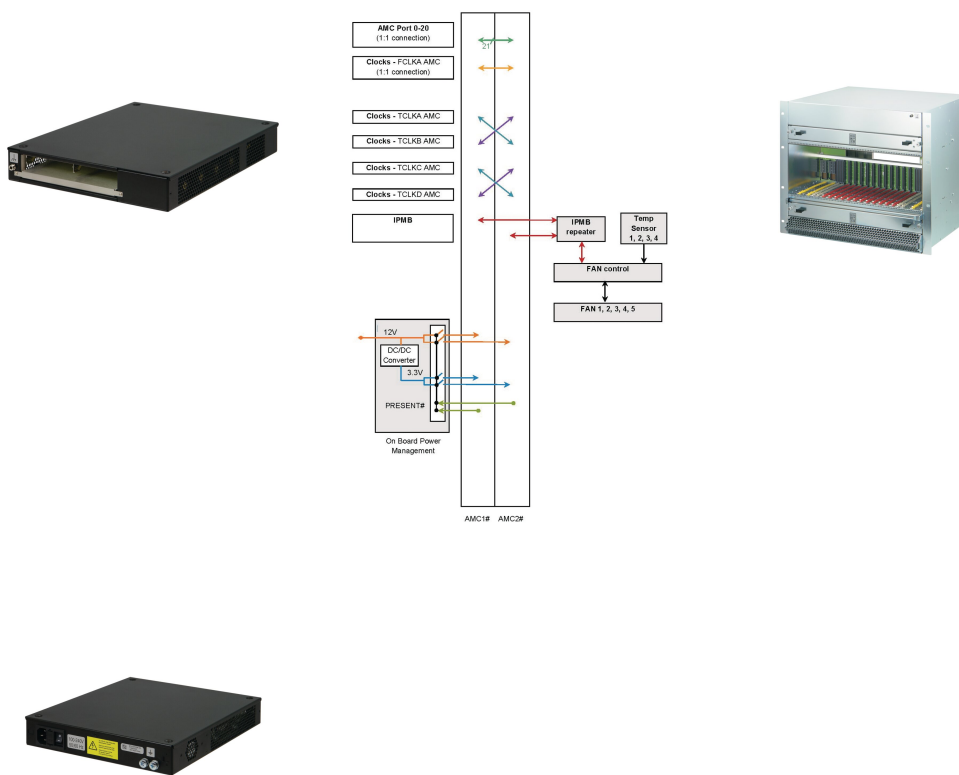 AMC Port 0-20
(1:1 connection)
21
Clocks - FCLKA AMC
(1:1 connection)
Clocks - TCLKA AMC
Clocks - TCLKB AMC
Clocks - TCLKC AMC
Clocks - TCLKD AMC
IPMB
IPMB
repeater
Temp
Sensor
1, 2, 3, 4
FAN control
FAN 1, 2, 3, 4, 5
12V
DC/DC
Converter
3.3V
PRESENT#
On Board Power
Management
AMC1# AMC2#
100-240V